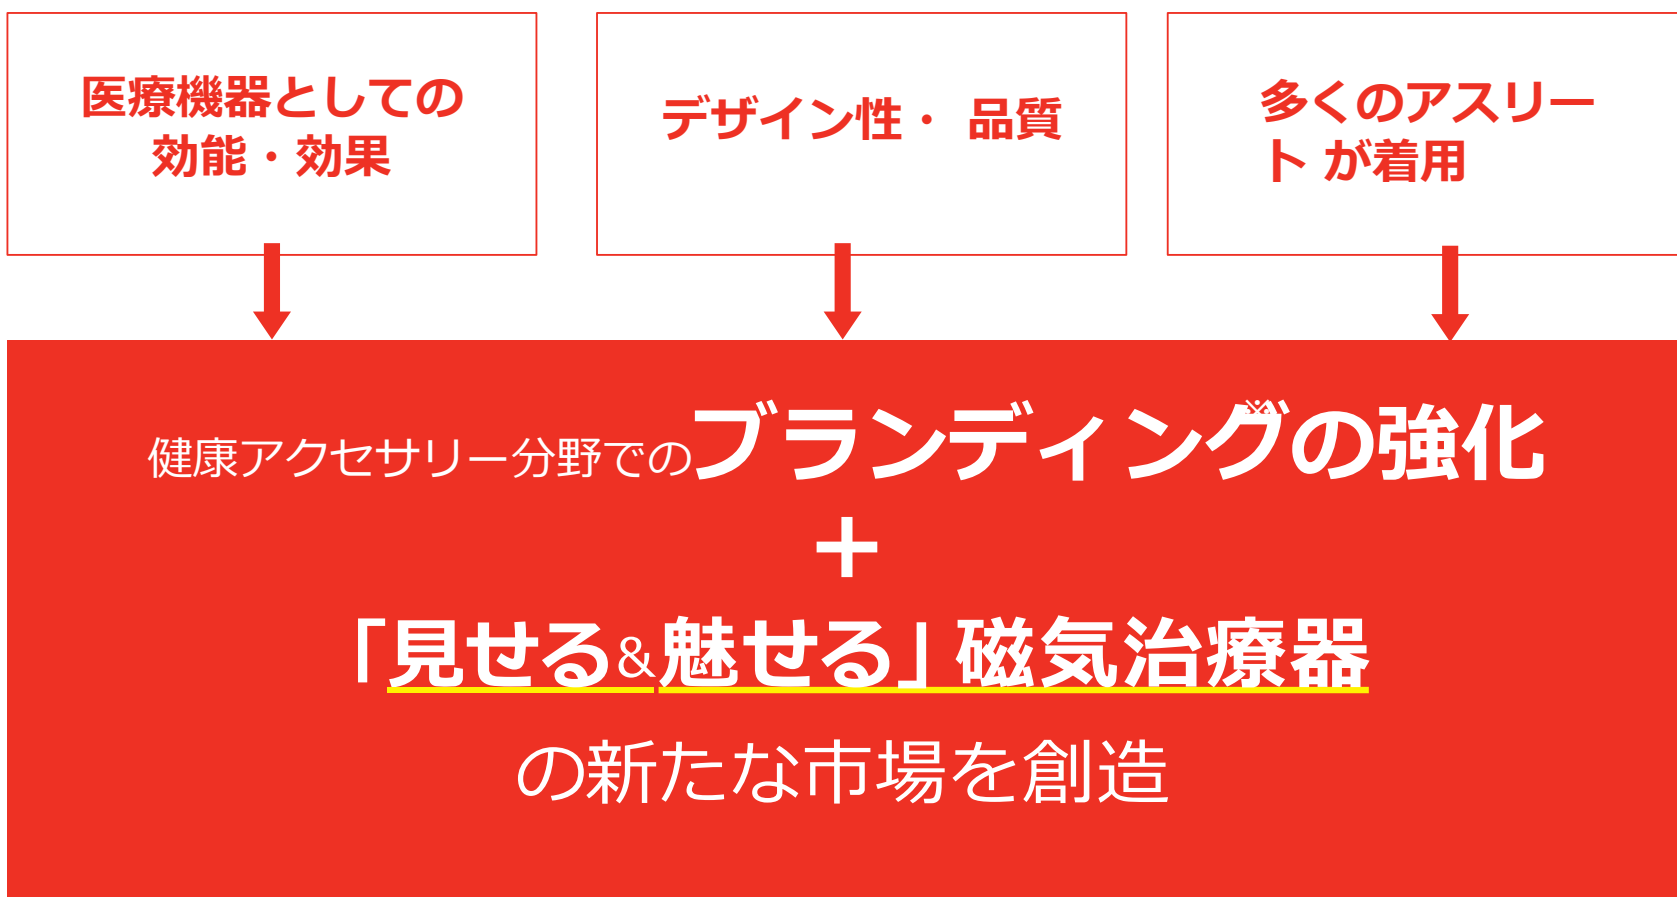 医療機器としての
効能・効果
デザイン性・ 品質
多くのアスリー
ト が着用
健康アクセサリー分野でのブランディング※の強化
+
「見せる&魅せる」磁気治療器
の新たな市場を創造